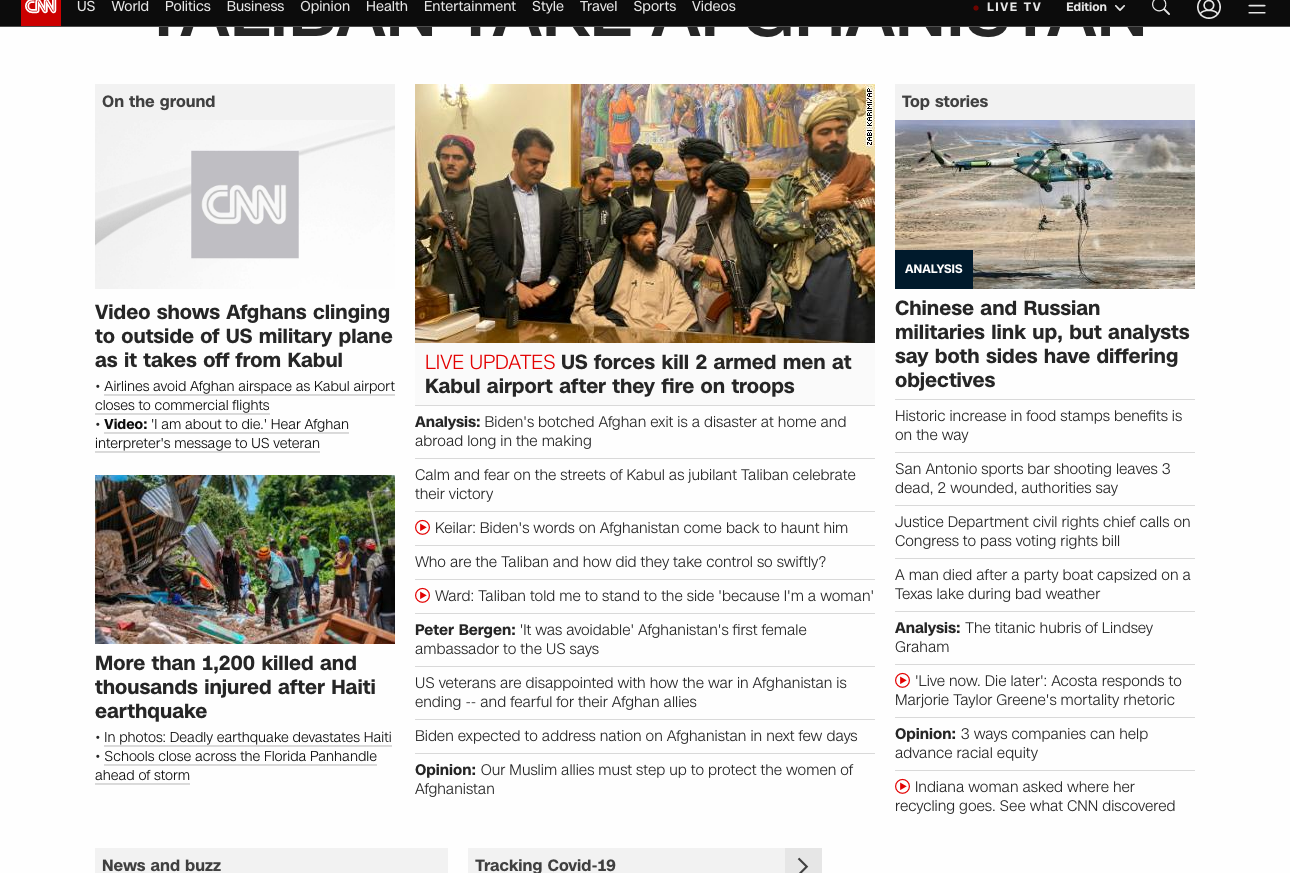 CNN
US World Politics Business Opinion Health Entertainment Style Travel Sports Videos
LIVE TV Edition
TALIBAN TAKE AFGHANISTAN
On the ground
CNN
Video shows Afghans clinging
to outside of US military plane
as it takes off from Kabul
• Airlines avoid Afghan airspace as Kabul airport
closes to commercial flights
• Video: 'I am about to die.' Hear Afghan
interpreter's message to US veteran
More than 1,200 killed and
thousands injured after Haiti
earthquake
• In photos: Deadly earthquake devastates Haiti
• Schools close across the Florida Panhandle
ahead of storm
ZABI KARIMI/AP
LIVE UPDATES US forces kill 2 armed men at
Kabul airport after they fire on troops
Analysis: Biden's botched Afghan exit is a disaster at home and
abroad long in the making
Calm and fear on the streets of Kabul as jubilant Taliban celebrate
their victory
Keilar: Biden's words on Afghanistan come back to haunt him
Who are the Taliban and how did they take control so swiftly?
Ward: Taliban told me to stand to the side 'because I'm a woman'
Peter Bergen: 'It was avoidable' Afghanistan's first female
ambassador to the US says
US veterans are disappointed with how the war in Afghanistan is
ending -- and fearful for their Afghan allies
Biden expected to address nation on Afghanistan in next few days
Opinion: Our Muslim allies must step up to protect the women of
Afghanistan
Top stories
ANALYSIS
Chinese and Russian
militaries link up, but analysts
say both sides have differing
objectives
Historic increase in food stamps benefits is
on the way
San Antonio sports bar shooting leaves 3
dead, 2 wounded, authorities say
Justice Department civil rights chief calls on
Congress to pass voting rights bill
A man died after a party boat capsized on a
Texas lake during bad weather
Analysis: The titanic hubris of Lindsey
Graham
'Live now. Die later': Acosta responds to
Marjorie Taylor Greene's mortality rhetoric
Opinion: 3 ways companies can help
advance racial equity
Indiana woman asked where her
recycling goes. See what CNN discovered
News and buzz
Tracking Covid-19